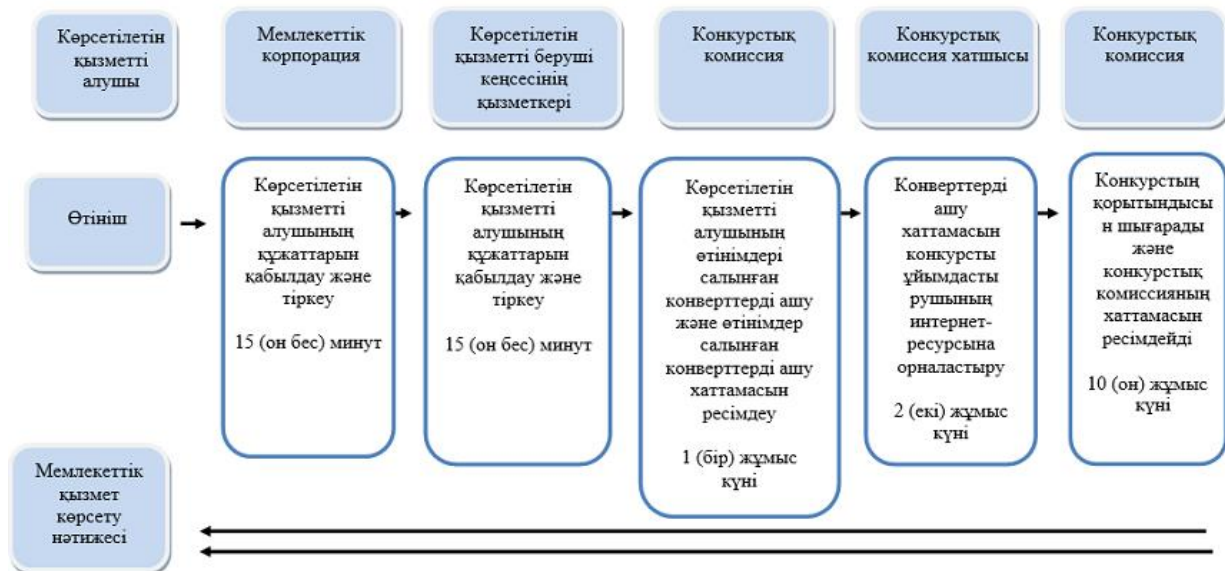 Көрсетілетін
қызметті
алушы
Мемлекеттік
корпорация
Көрсетілетін
қызметті беруші
кеңсесінің
қызметкері
Конкурстық
комиссия
Конкурстық
комиссия хатшысы
Конкурстық
комиссия
Өтініш
Көрсетілетін
қызметті
алушының
құжаттарын
қабылдау және
тіркеу
15 (он бес) минут
Көрсетілетін
қызметті
алушының
құжаттарын
қабылдау және
тіркеу
15 (он бес) минут
Көрсетілетін
қызметті
алушының
өтінімдері
салынған
конверттерді ашу
және өтінімдер
салынған
конверттерді ашу
хаттамасын
ресімдеу
1 (бір) жұмыс
күні
Конверттерді
ашу
хаттамасын
конкурсты
ұйымдасты
рушының
интернет-
ресурсына
орналастыру
2 (екі) жұмыс
күні
Конкурстың
қорытындысы
н шығарады
және
конкурстық
комиссияның
хаттамасын
ресімдейді
10 (он) жұмыс
күні
Мемлекеттік
қызмет
көрсету
нәтижесі